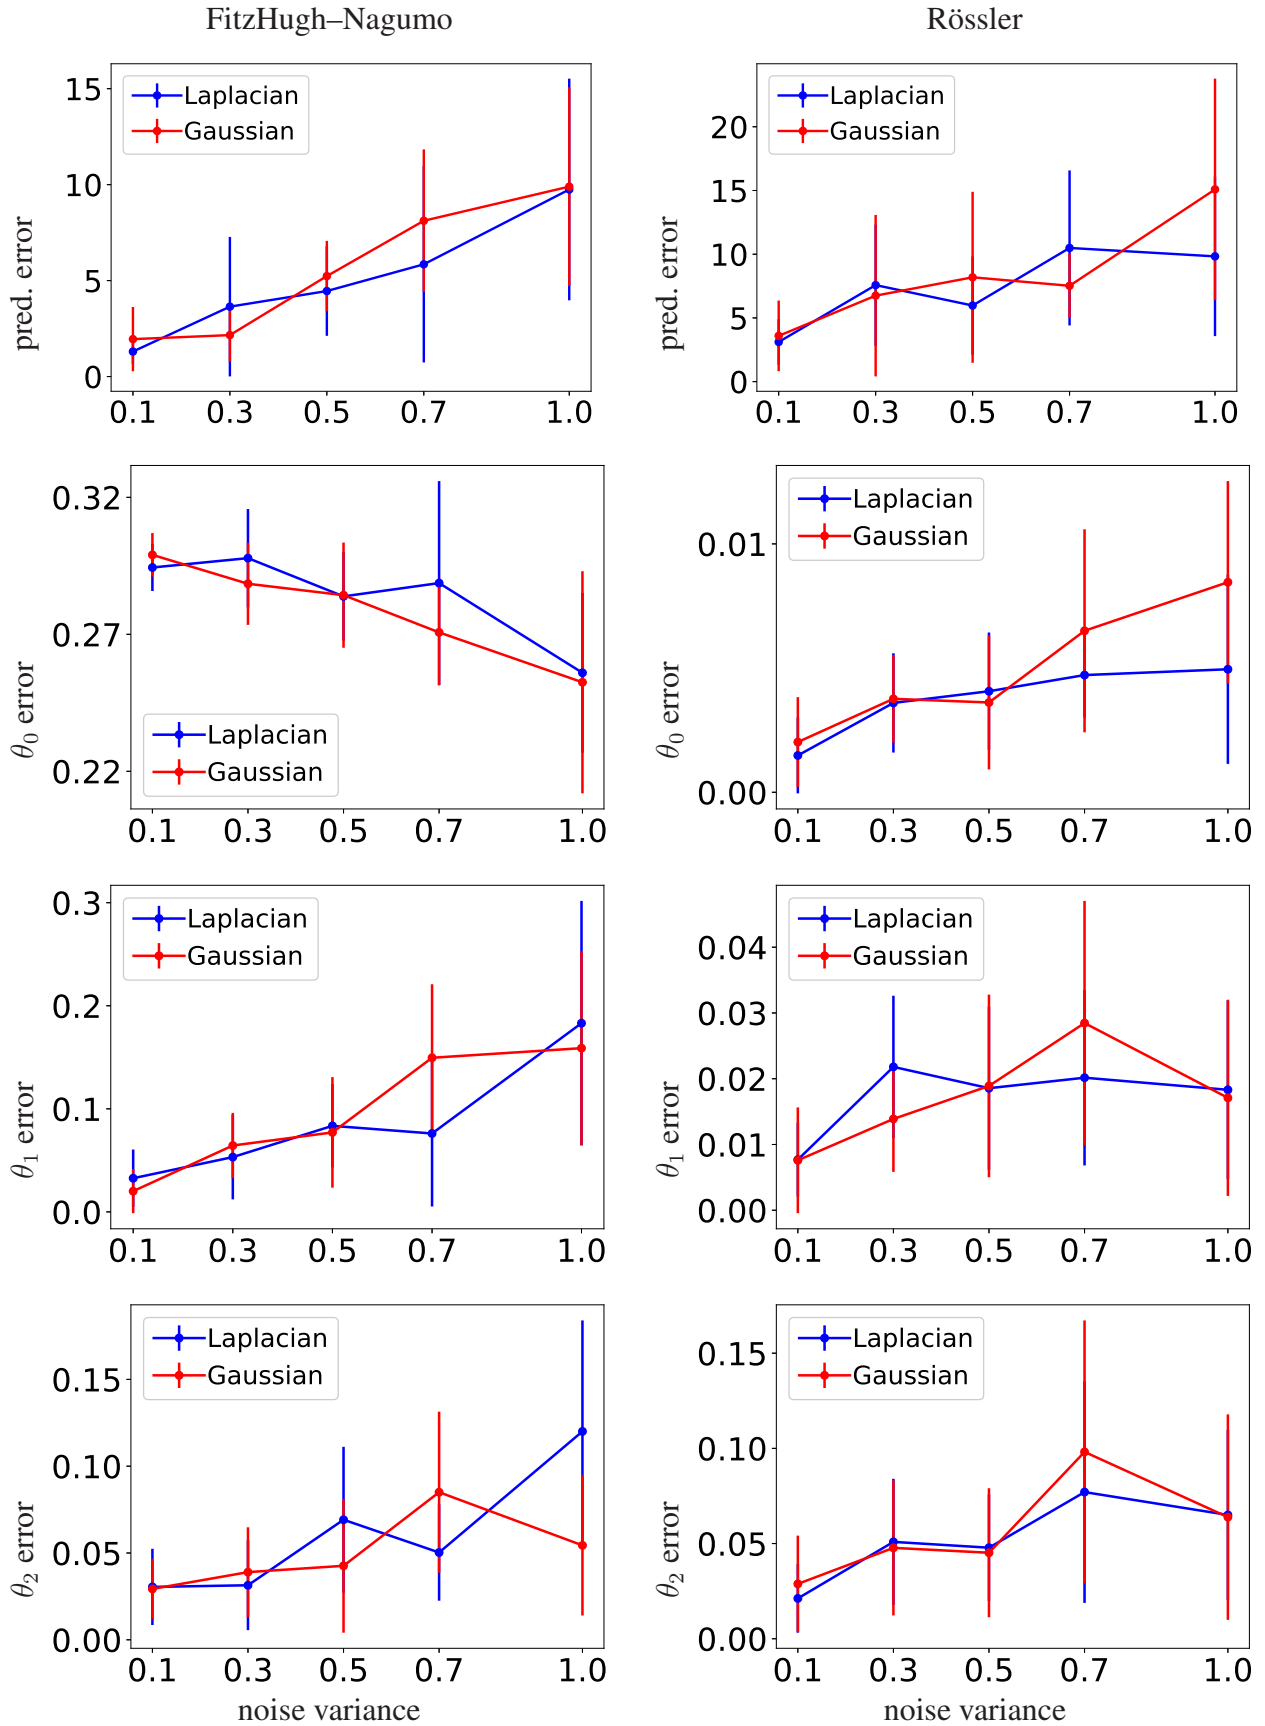 FitzHugh–Nagumo
Rössler
15
10
5
0
pred. error
Laplacian
Gaussian
0.1 0.3 0.5 0.7 1.0
20
15
10
5
0
pred. error
Laplacian
Gaussian
0.1 0.3 0.5 0.7 1.0
0.32
0.27
0.22
θ₀ error
Laplacian
Gaussian
0.1 0.3 0.5 0.7 1.0
0.01
0.00
θ₀ error
Laplacian
Gaussian
0.1 0.3 0.5 0.7 1.0
0.3
0.2
0.1
0.0
θ₁ error
Laplacian
Gaussian
0.1 0.3 0.5 0.7 1.0
0.04
0.03
0.02
0.01
0.00
θ₁ error
Laplacian
Gaussian
0.1 0.3 0.5 0.7 1.0
0.15
0.10
0.05
0.00
θ₂ error
Laplacian
Gaussian
0.1 0.3 0.5 0.7 1.0
noise variance
0.15
0.10
0.05
0.00
θ₂ error
Laplacian
Gaussian
0.1 0.3 0.5 0.7 1.0
noise variance